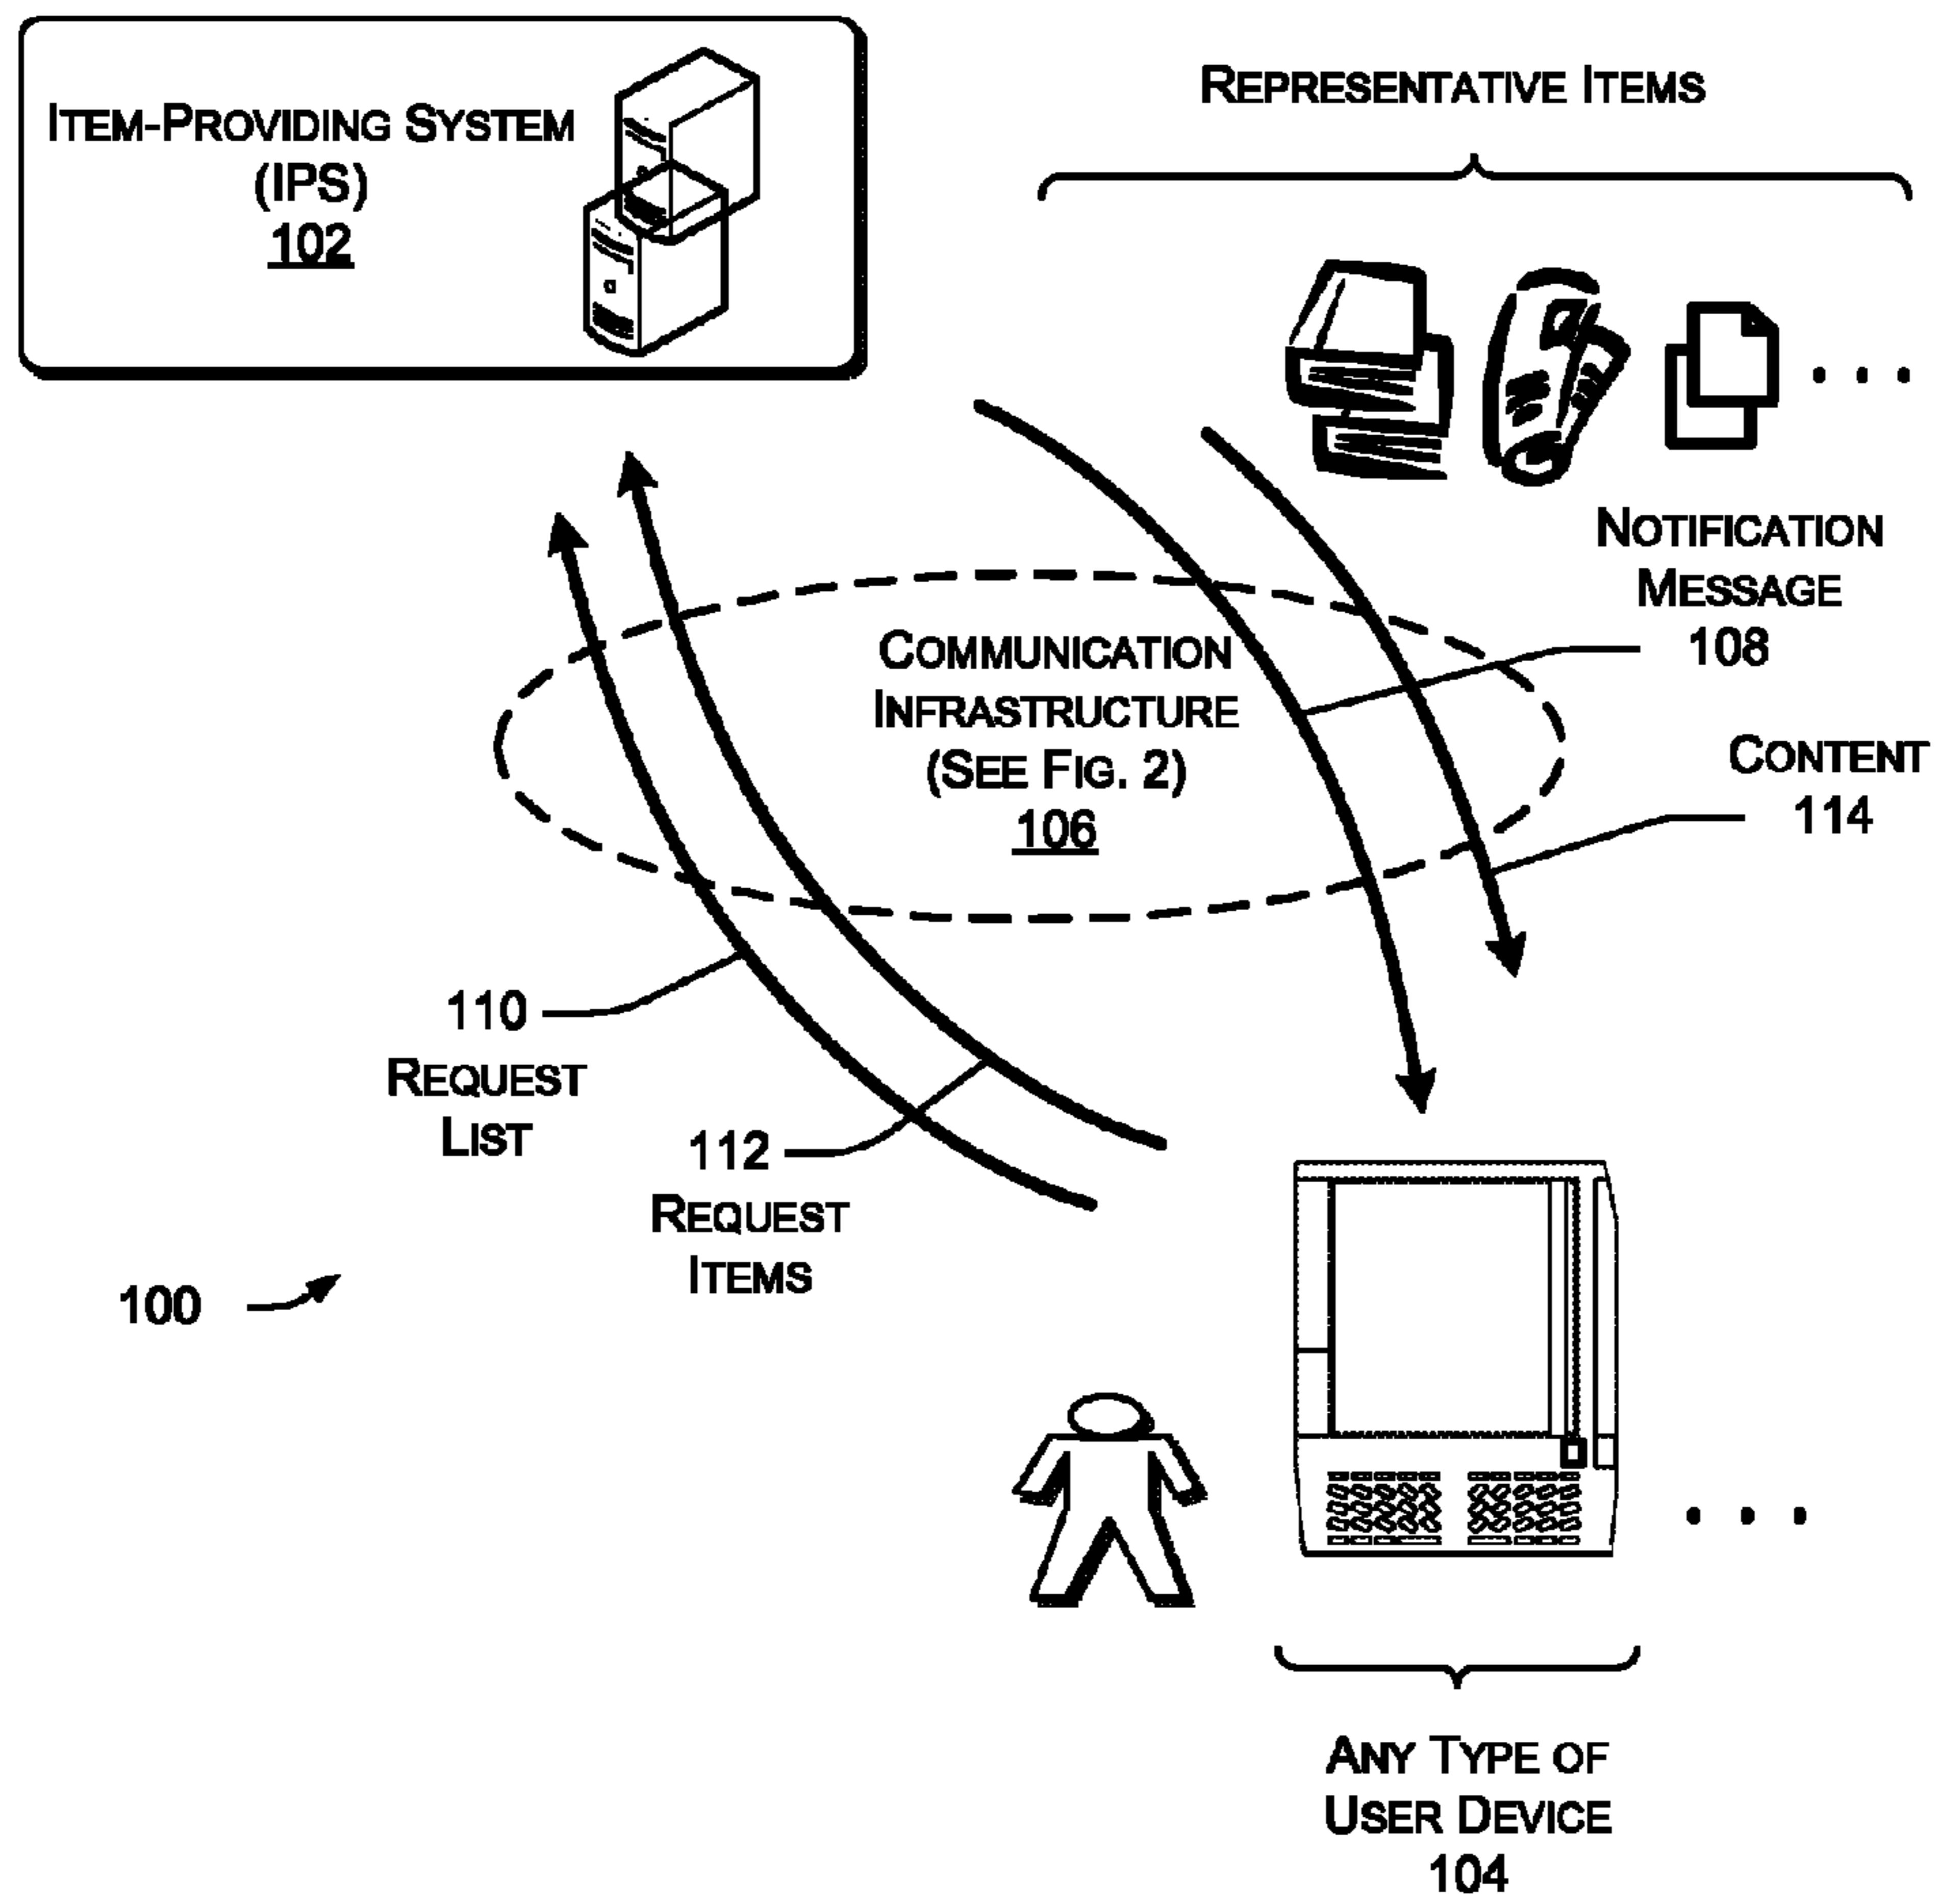 ITEM-PROVIDING SYSTEM
(IPS)
102
REPRESENTATIVE ITEMS
. . .
NOTIFICATION
MESSAGE
108
COMMUNICATION
INFRASTRUCTURE
(SEE FIG. 2)
106
CONTENT
114
110
REQUEST
LIST
112
REQUEST
ITEMS
100
. . .
ANY TYPE OF
USER DEVICE
104